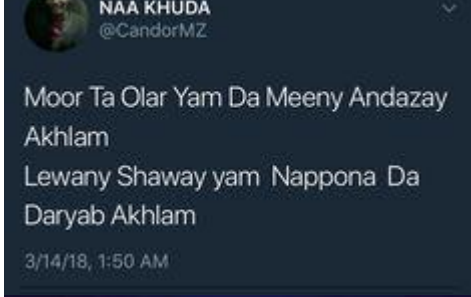 NAA KHUDA
@CandorMZ
Moor Ta Olar Yam Da Meeny Andazay
Akhlam
Lewany Shaway yam Nappona Da
Daryab Akhlam
3/14/18, 1:50 AM